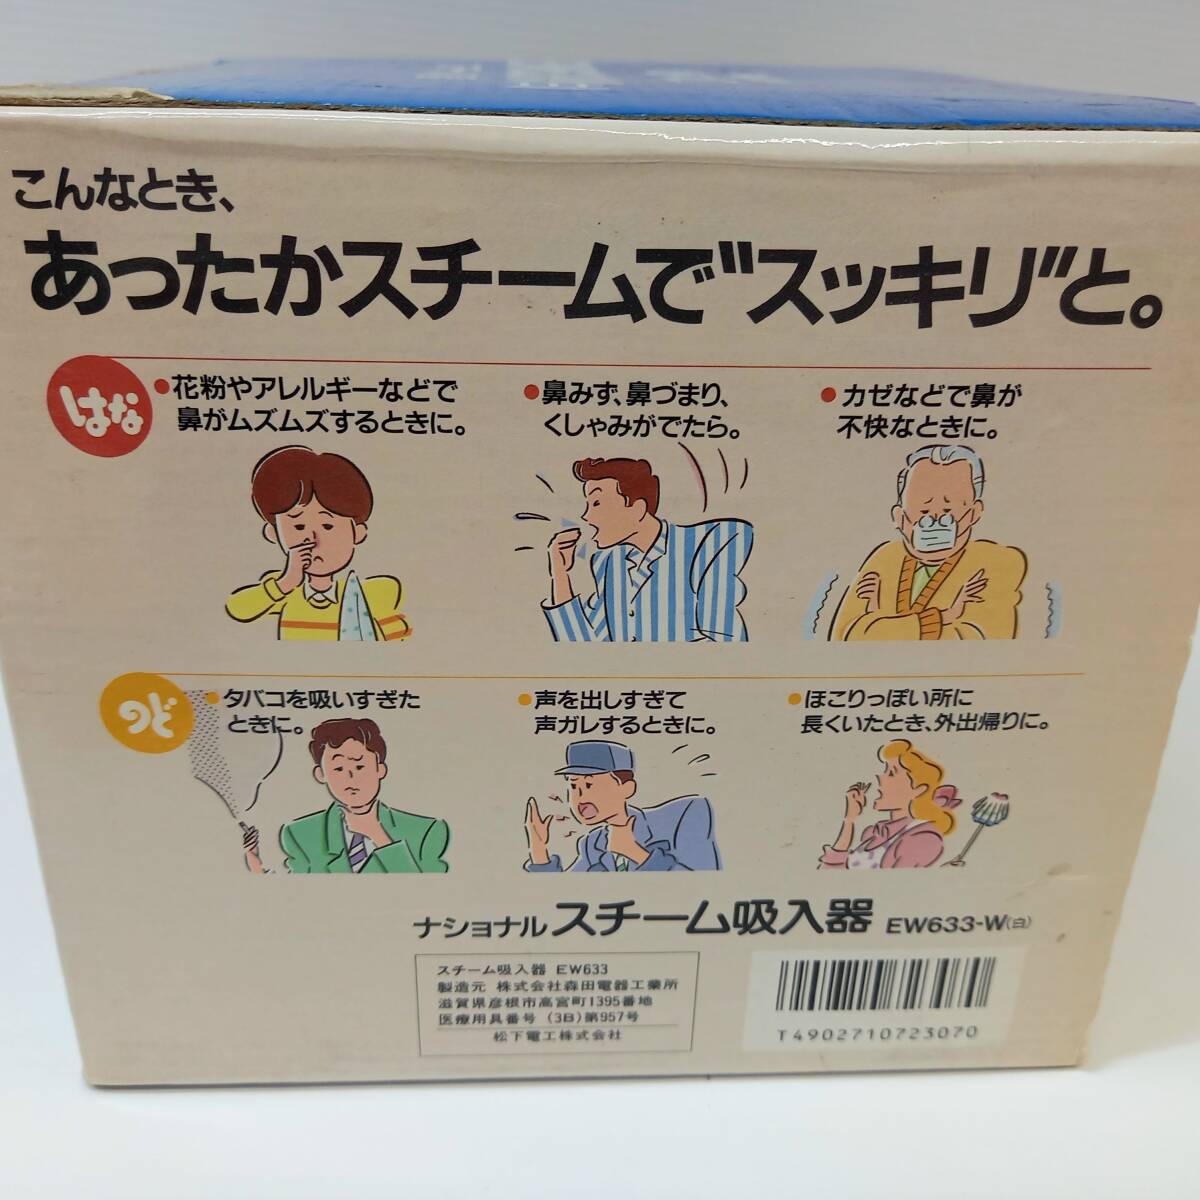 こんなとき、
あったかスチームで"スッキリ"と。
はな
●花粉やアレルギーなどで
鼻がムズムズするときに。
●鼻みず、鼻づまり、
くしゃみがでたら。
●カゼなどで鼻が
不快なときに。
のど
●タバコを吸いすぎた
ときに。
●声を出しすぎて
声ガレするときに。
●ほこりっぽい所に
長くいたとき、外出帰りに。
ナショナル スチーム吸入器 EW633-W(白)
スチーム吸入器 EW633
製造元 株式会社森田電器工業所
滋賀県彦根市高宮町1395番地
医療用具番号 (3B)第957号
松下電工株式会社
T4902710723070